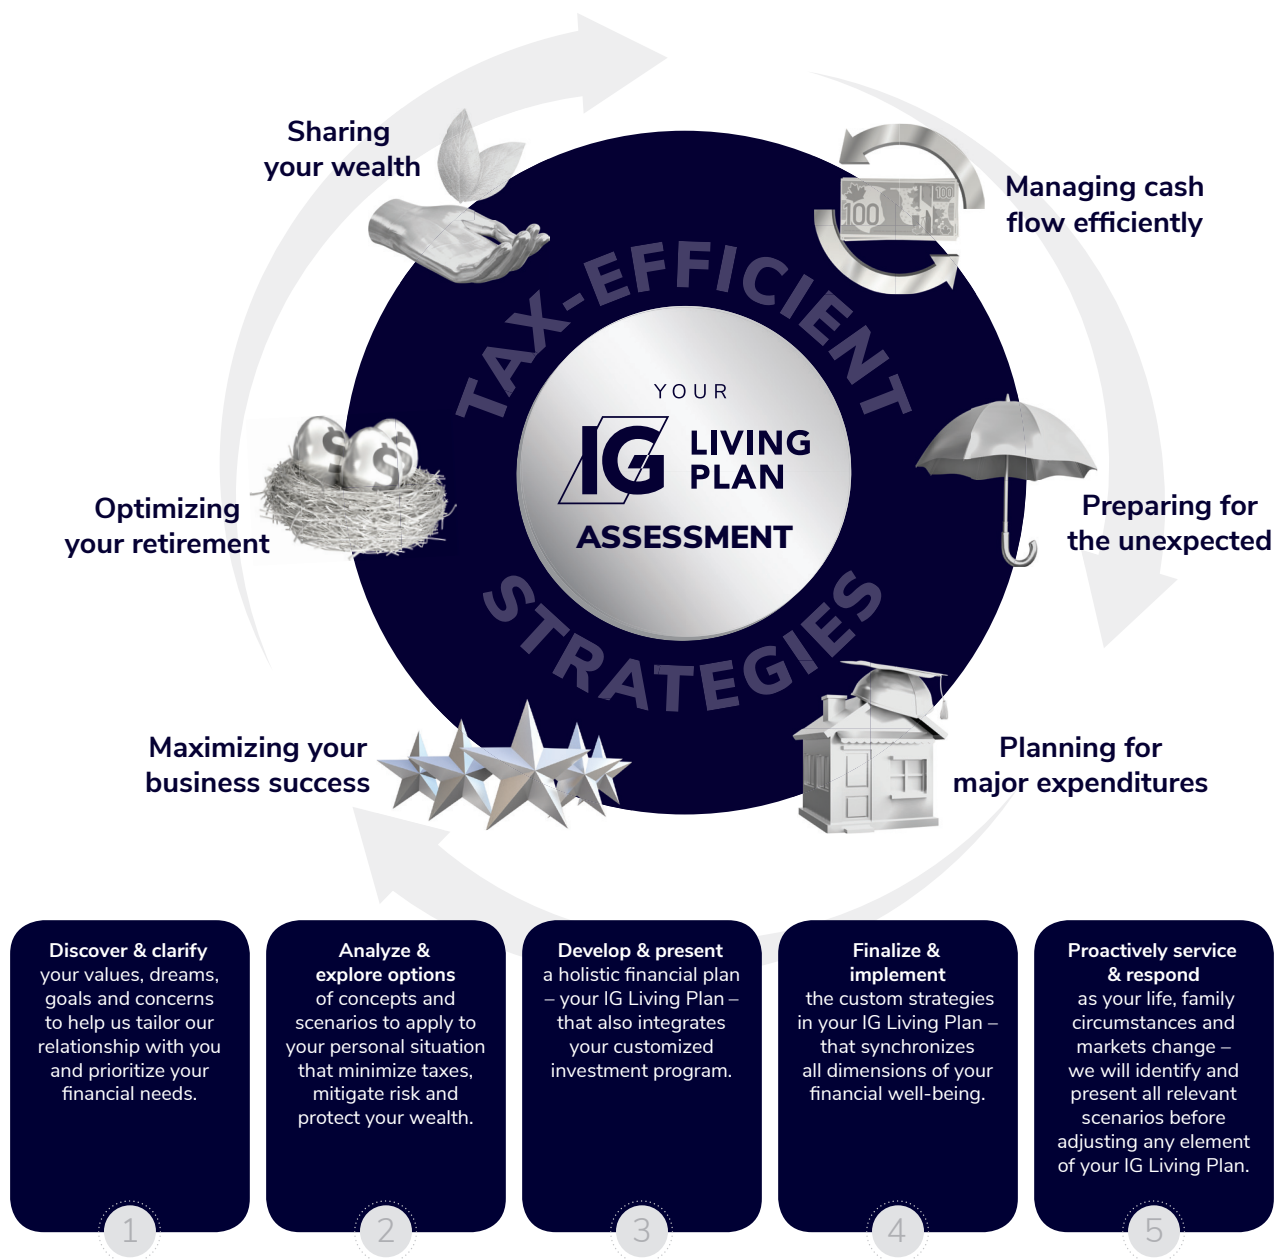 Sharing
your wealth
Managing cash
flow efficiently
100
100
TAX-EFFICIENT
YOUR
IG LIVING
PLAN
ASSESSMENT
$
$
$
Optimizing
your retirement
Preparing for
the unexpected
STRATEGIES
Maximizing your
business success
Planning for
major expenditures
Discover & clarify
your values, dreams,
goals and concerns
to help us tailor our
relationship with you
and prioritize your
financial needs.
1
Analyze &
explore options
of concepts and
scenarios to apply to
your personal situation
that minimize taxes,
mitigate risk and
protect your wealth.
2
Develop & present
a holistic financial plan
– your IG Living Plan –
that also integrates
your customized
investment program.
3
Finalize &
implement
the custom strategies
in your IG Living Plan –
that synchronizes
all dimensions of your
financial well-being.
4
Proactively service
& respond
as your life, family
circumstances and
markets change –
we will identify and
present all relevant
scenarios before
adjusting any element
of your IG Living Plan.
5